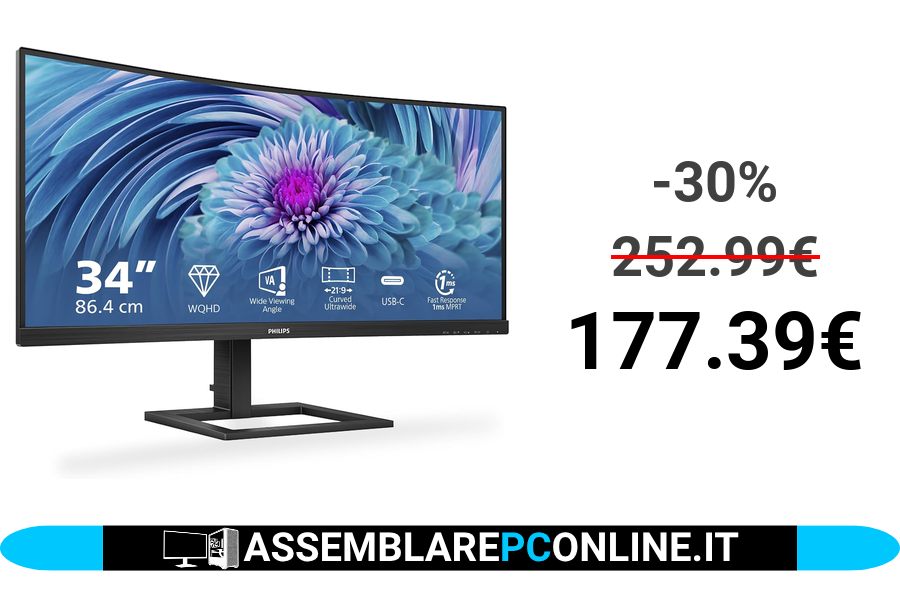 34”
86.4 cm
WQHD
VA
Wide Viewing
Angle
21:9
Curved
Ultrawide
USB-C
1ms
Fast Response
1ms MPRT
PHILIPS
-30%
252.99€
177.39€
ASSEMBLAREPCONLINE.IT